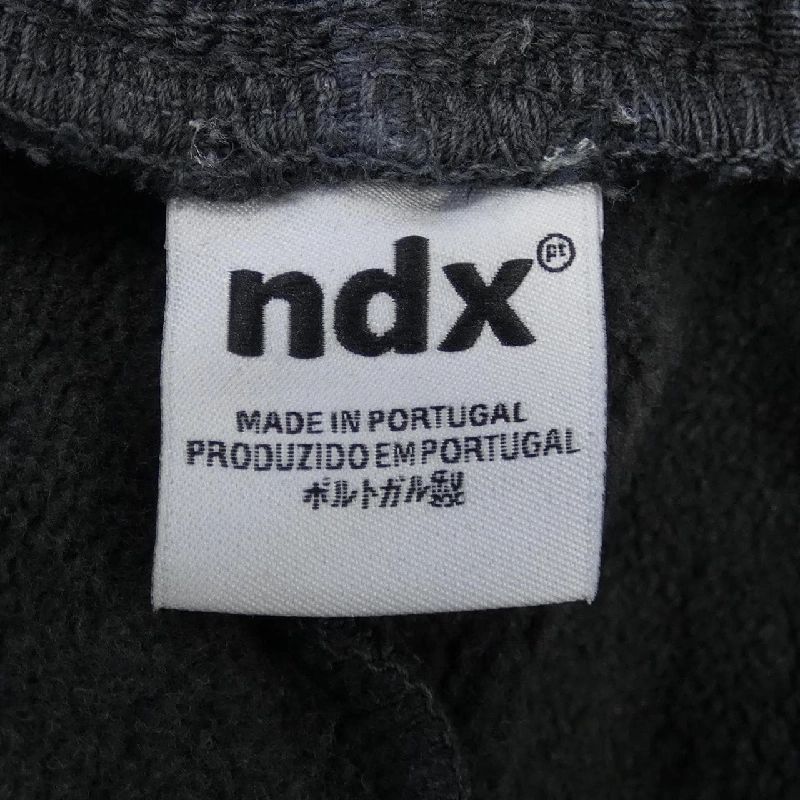 ndx pt
MADE IN PORTUGAL
PRODUZIDO EM PORTUGAL
ポルトガル製